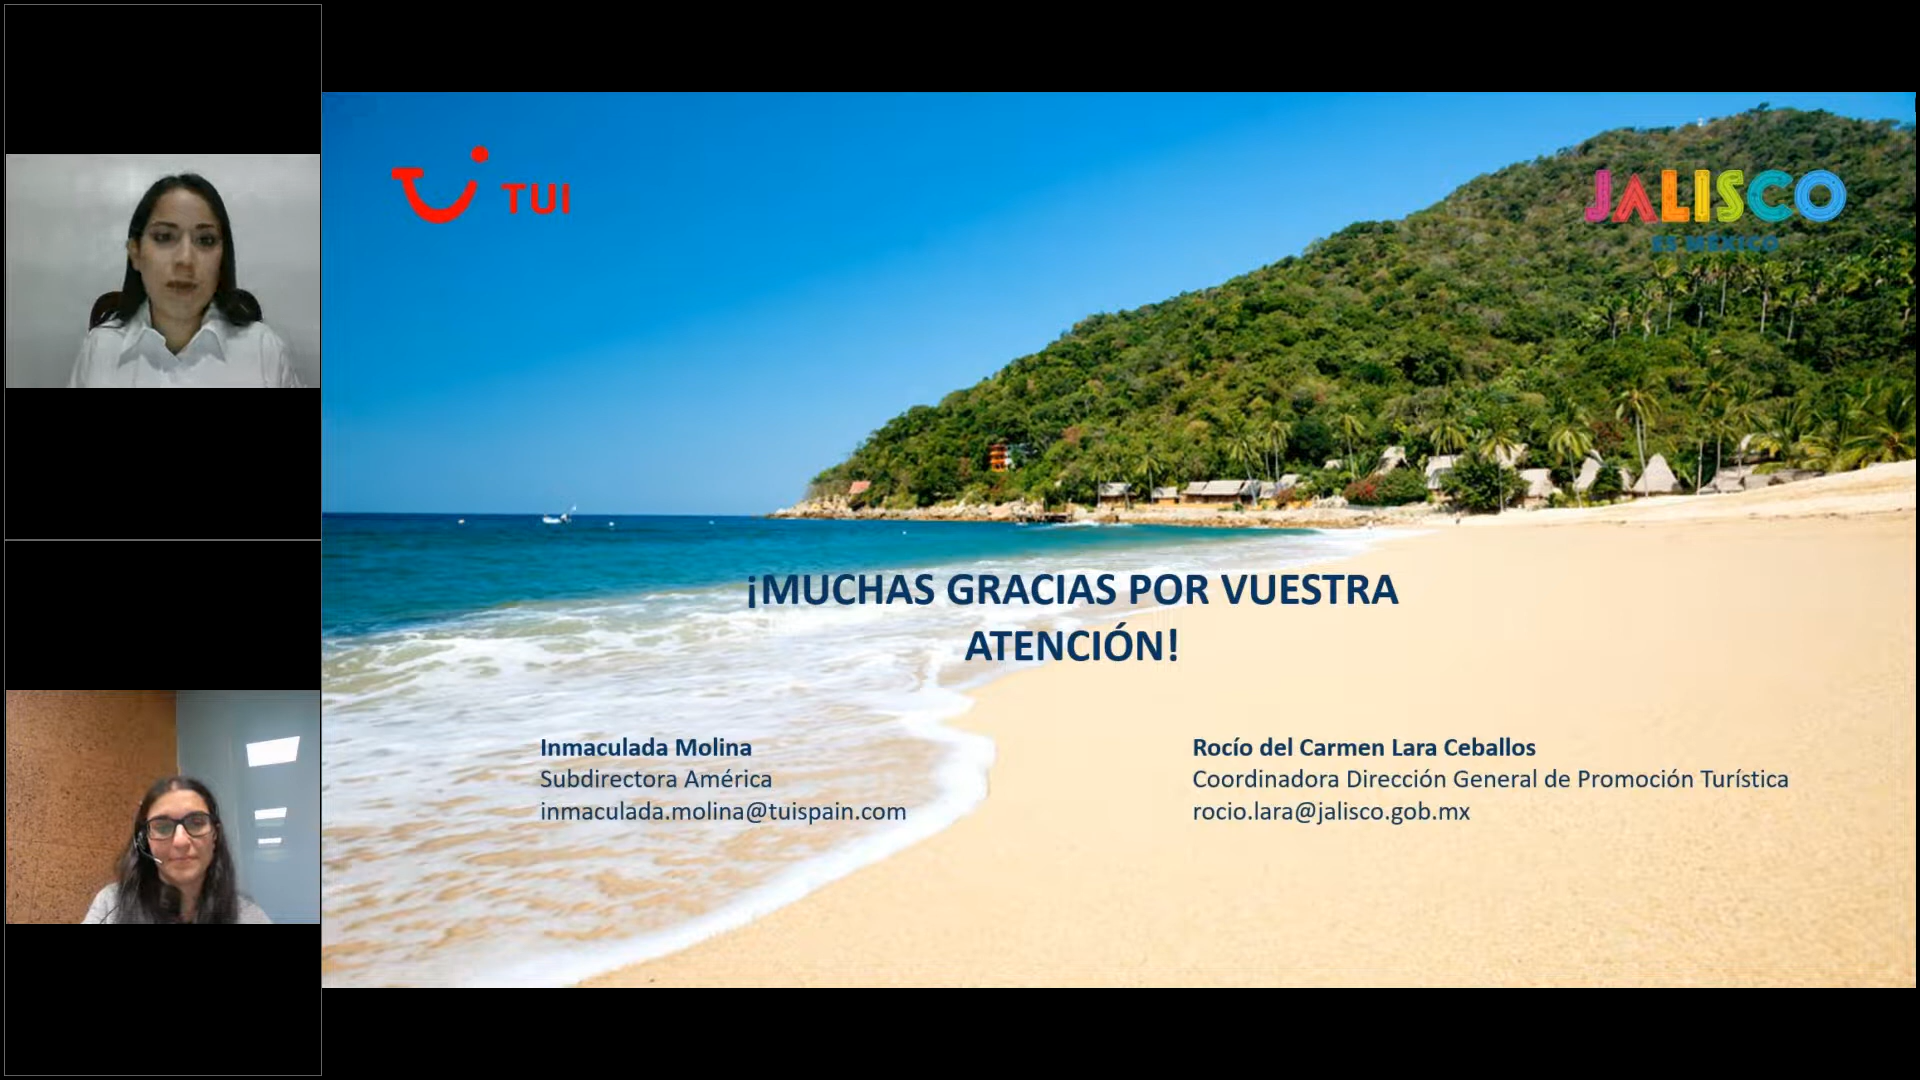 TUI
JALISCO
ES MÉXICO
¡MUCHAS GRACIAS POR VUESTRA
ATENCIÓN!
Inmaculada Molina
Subdirectora América
inmaculada.molina@tuispain.com
Rocío del Carmen Lara Ceballos
Coordinadora Dirección General de Promoción Turística
rocio.lara@jalisco.gob.mx